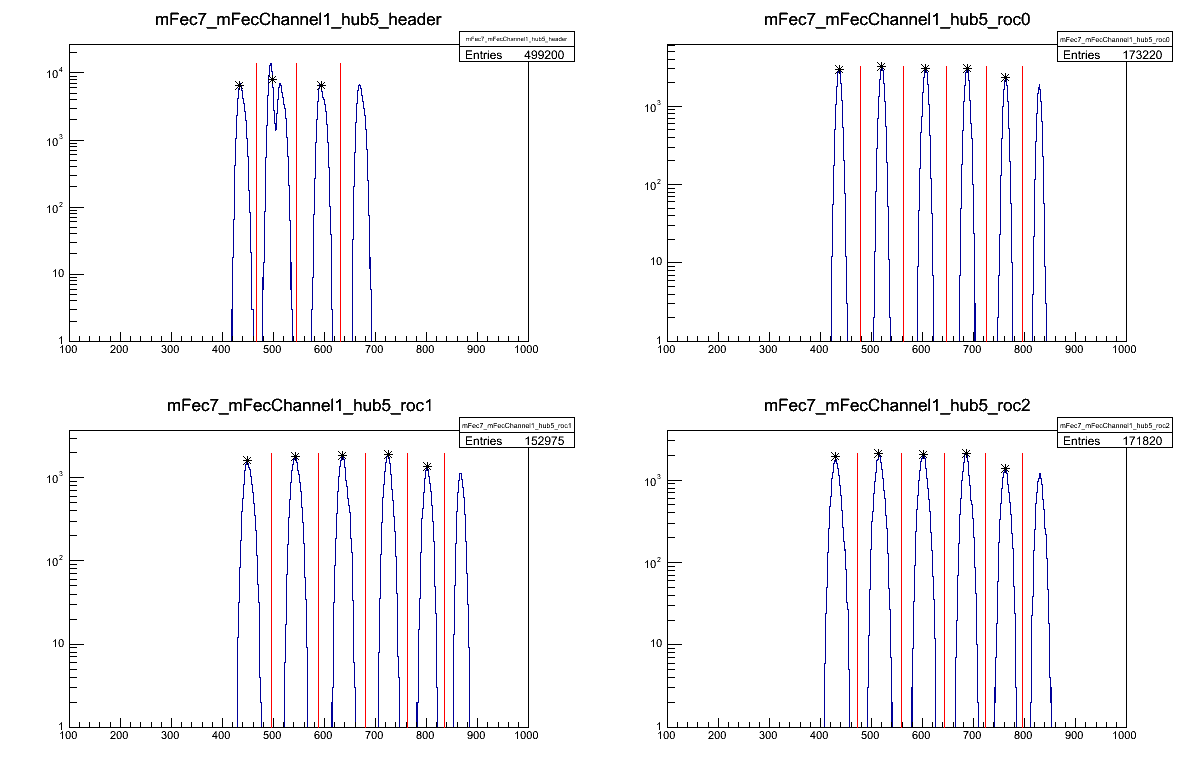 mFec7_mFecChannel1_hub5_header
mFec7_mFecChannel1_hub5_header
Entries 499200
10^4
10^3
10^2
10
1
100 200 300 400 500 600 700 800 900 1000
mFec7_mFecChannel1_hub5_roc0
mFec7_mFecChannel1_hub5_roc0
Entries 173220
10^3
10^2
10
1
100 200 300 400 500 600 700 800 900 1000
mFec7_mFecChannel1_hub5_roc1
mFec7_mFecChannel1_hub5_roc1
Entries 152975
10^3
10^2
10
1
100 200 300 400 500 600 700 800 900 1000
mFec7_mFecChannel1_hub5_roc2
mFec7_mFecChannel1_hub5_roc2
Entries 171820
10^3
10^2
10
1
100 200 300 400 500 600 700 800 900 1000